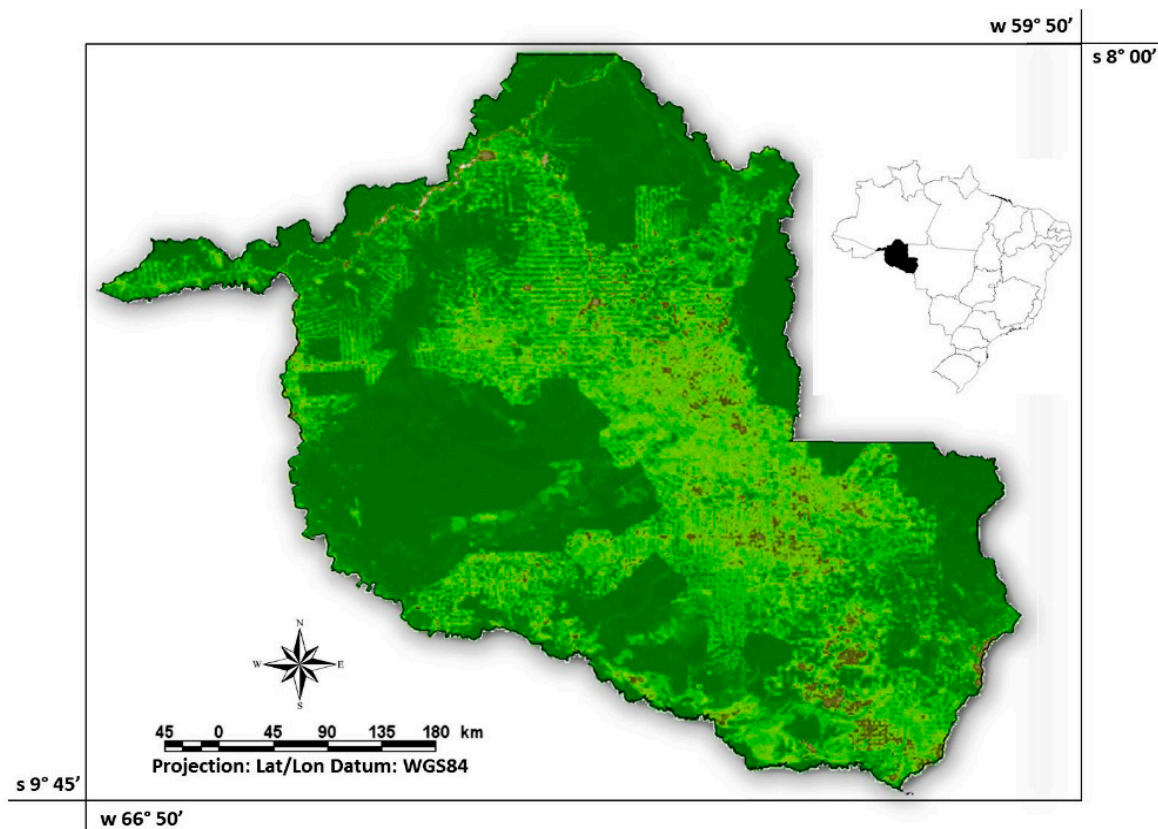 w 59° 50’
s 8° 00’
N
W E
S
45 0 45 90 135 180 km
Projection: Lat/Lon Datum: WGS84
s 9° 45’
w 66° 50’